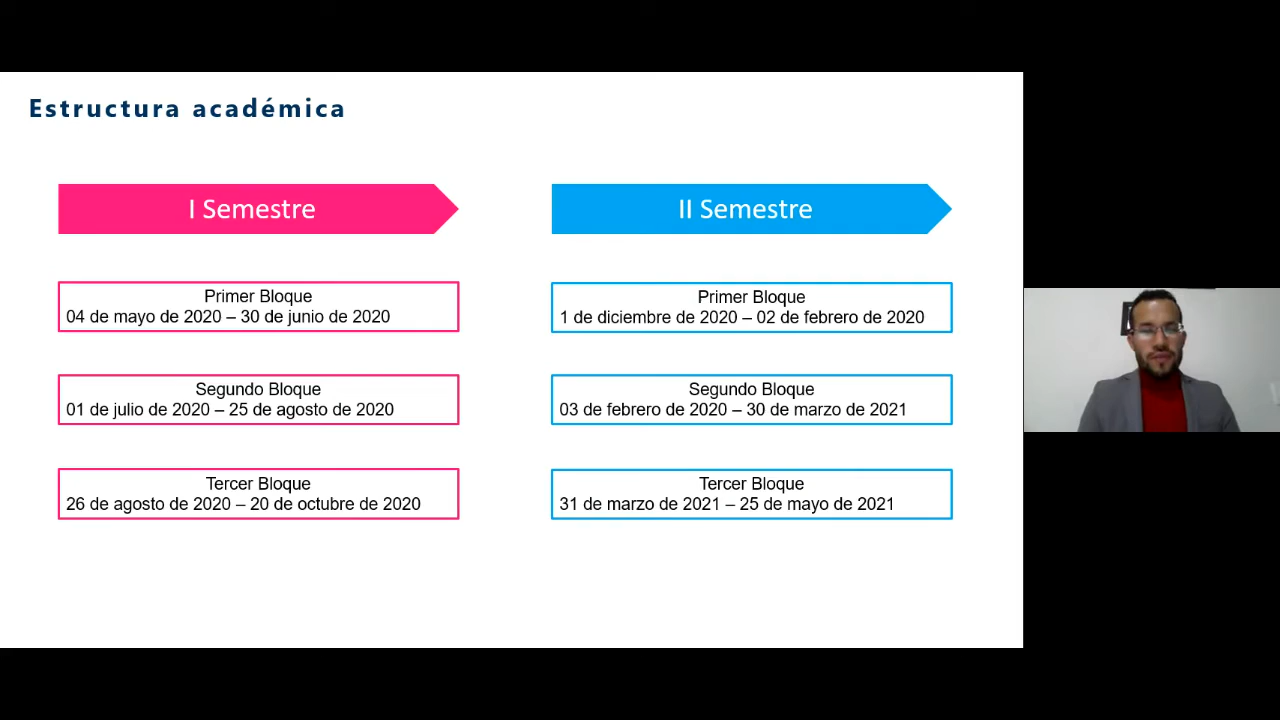 Estructura académica
I Semestre
Primer Bloque
04 de mayo de 2020 – 30 de junio de 2020
Segundo Bloque
01 de julio de 2020 – 25 de agosto de 2020
Tercer Bloque
26 de agosto de 2020 – 20 de octubre de 2020
II Semestre
Primer Bloque
1 de diciembre de 2020 – 02 de febrero de 2020
Segundo Bloque
03 de febrero de 2020 – 30 de marzo de 2021
Tercer Bloque
31 de marzo de 2021 – 25 de mayo de 2021